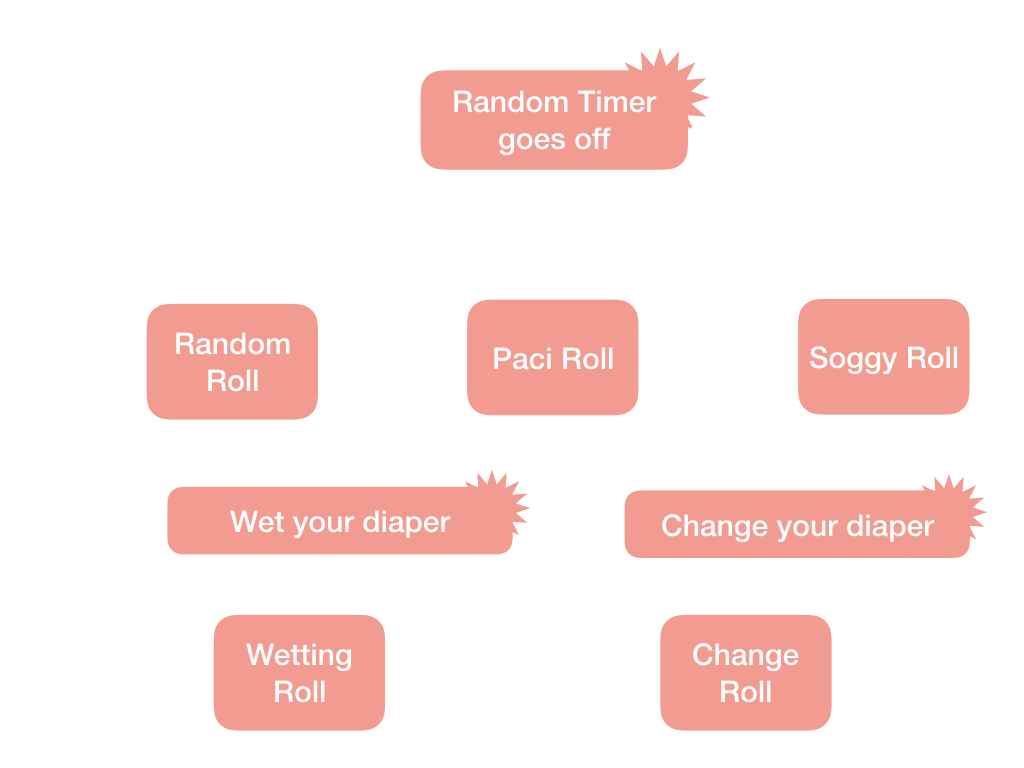 Random Timer
goes off
Random
Roll
Paci Roll
Soggy Roll
Wet your diaper
Change your diaper
Wetting
Roll
Change
Roll